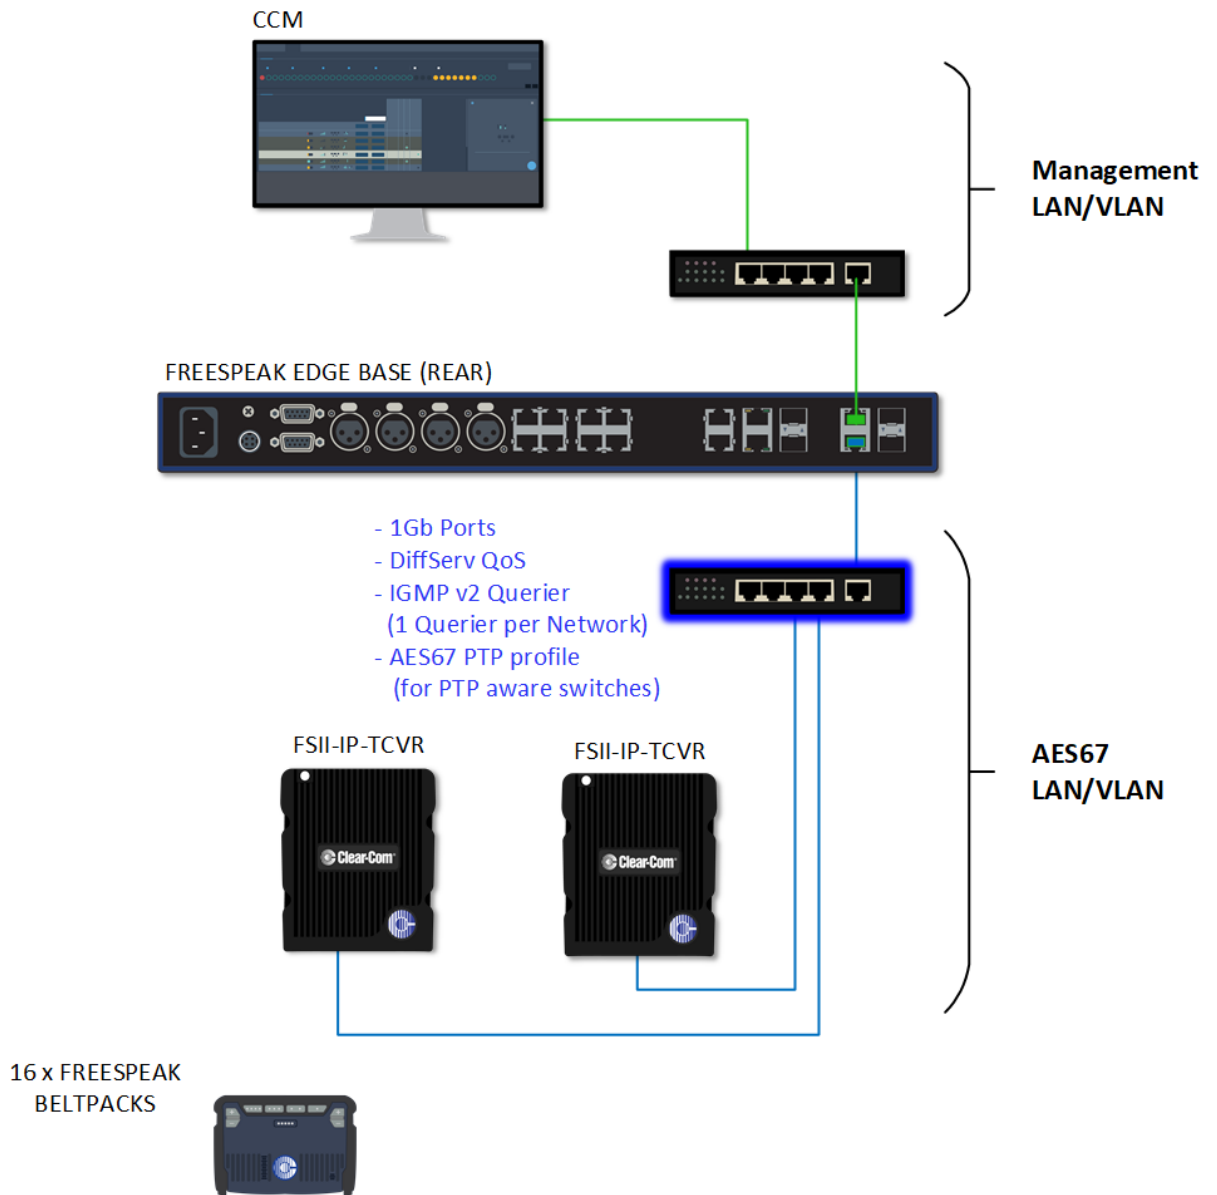 CCM
Management
LAN/VLAN
FREESPEAK EDGE BASE (REAR)
- 1Gb Ports
- DiffServ QoS
- IGMP v2 Querier
(1 Querier per Network)
- AES67 PTP profile
(for PTP aware switches)
FSII-IP-TCVR
FSII-IP-TCVR
AES67
LAN/VLAN
Clear-Com
Clear-Com
16 x FREESPEAK
BELTPACKS